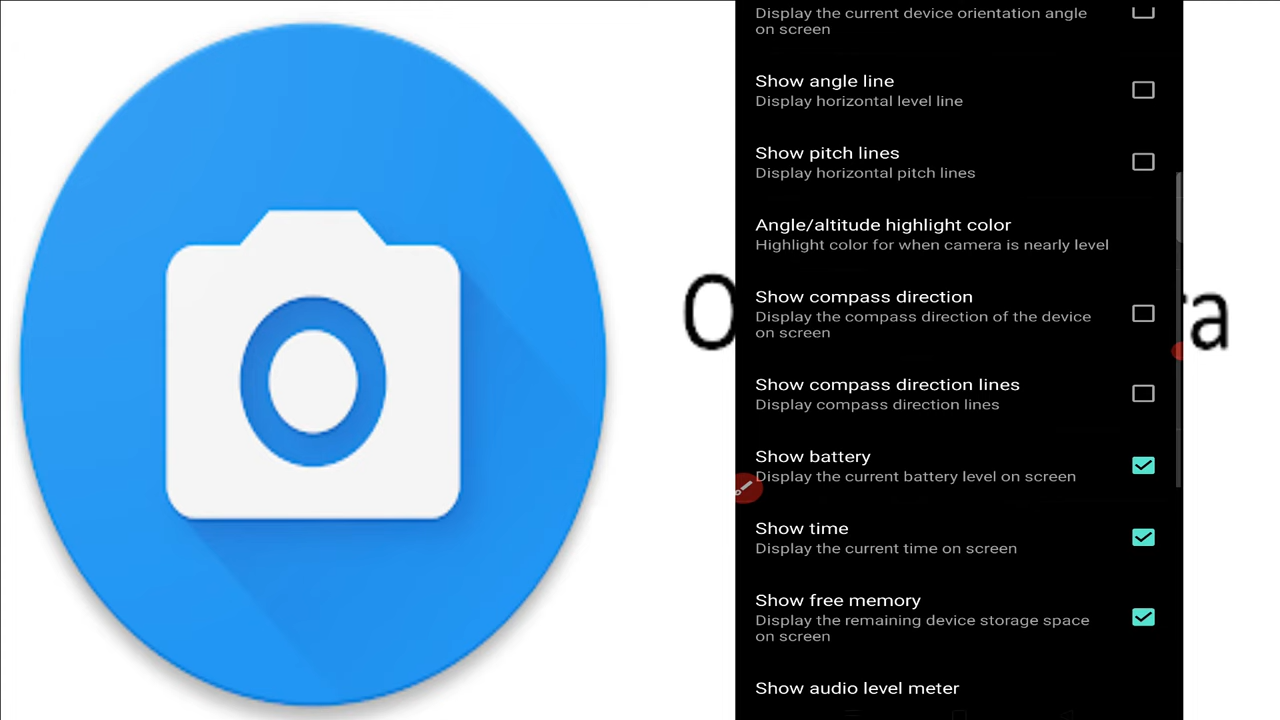 Display the current device orientation angle
on screen
Show angle line
Display horizontal level line
Show pitch lines
Display horizontal pitch lines
Angle/altitude highlight color
Highlight color for when camera is nearly level
Show compass direction
Display the compass direction of the device
on screen
O ra
Show compass direction lines
Display compass direction lines
Show battery
Display the current battery level on screen
Show time
Display the current time on screen
Show free memory
Display the remaining device storage space
on screen
Show audio level meter